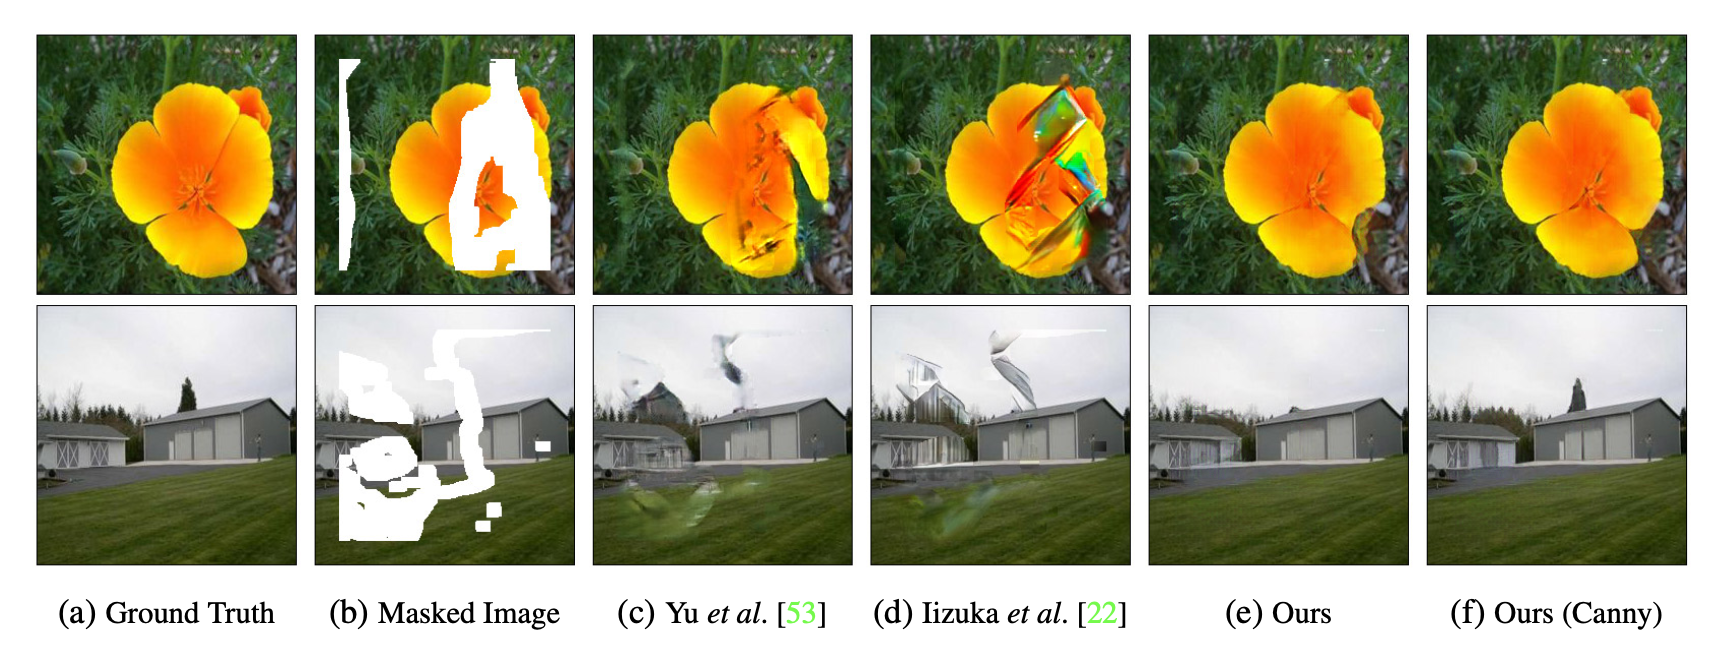 (a) Ground Truth
(b) Masked Image
(c) Yu et al. [53]
(d) Iizuka et al. [22]
(e) Ours
(f) Ours (Canny)